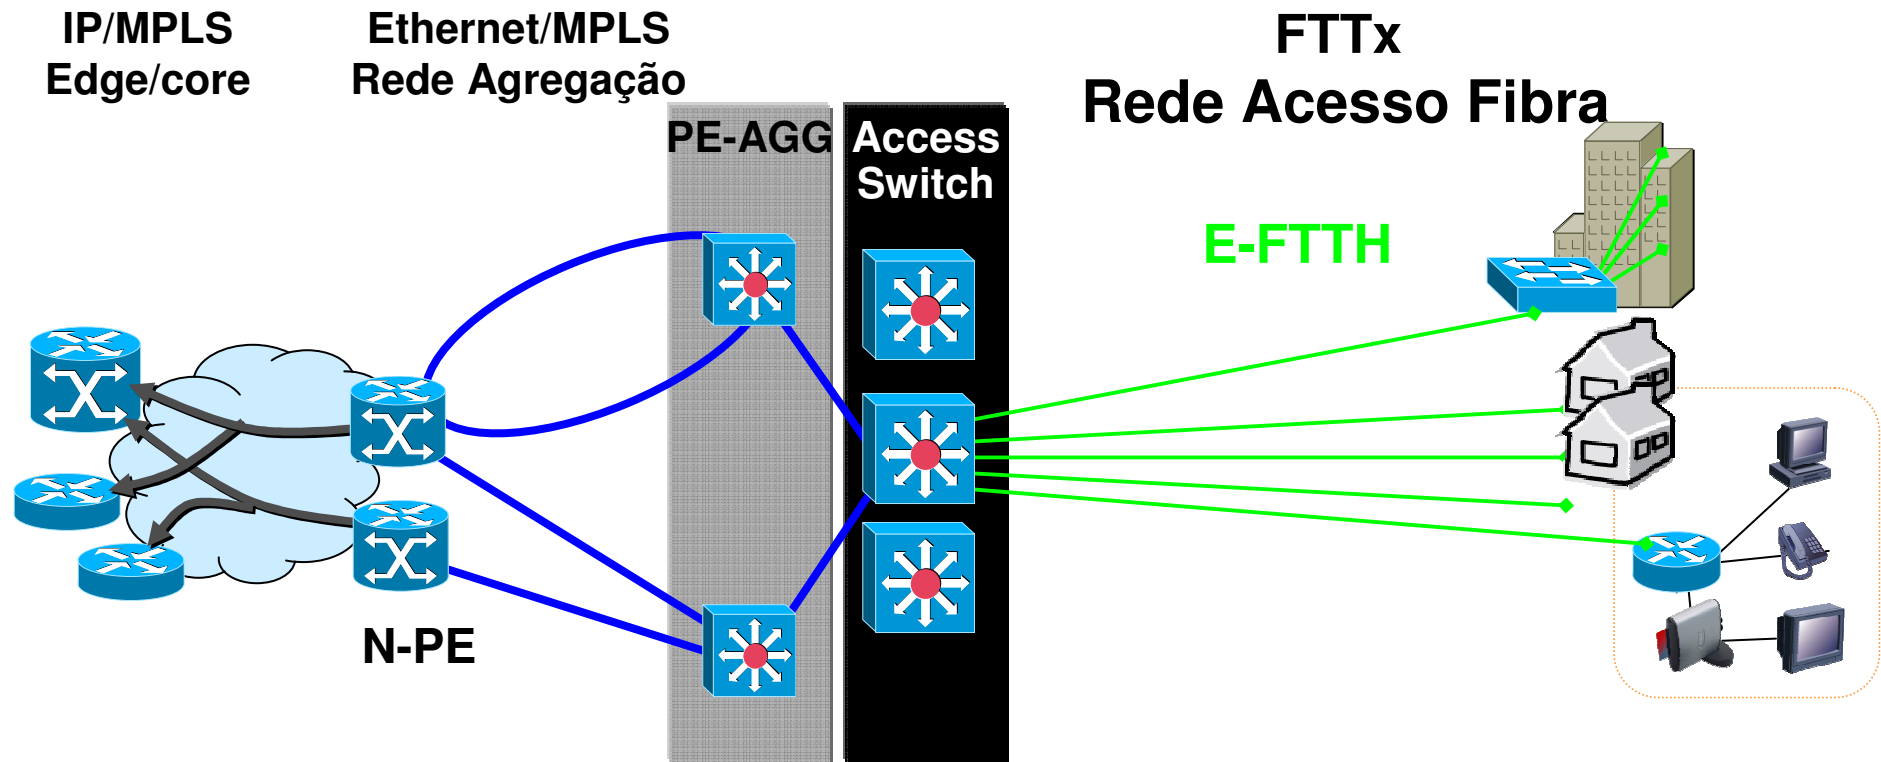 IP/MPLS
Edge/core
Ethernet/MPLS
Rede Agregação
FTTx
Rede Acesso Fibra
PE-AGG
Access
Switch
E-FTTH
N-PE